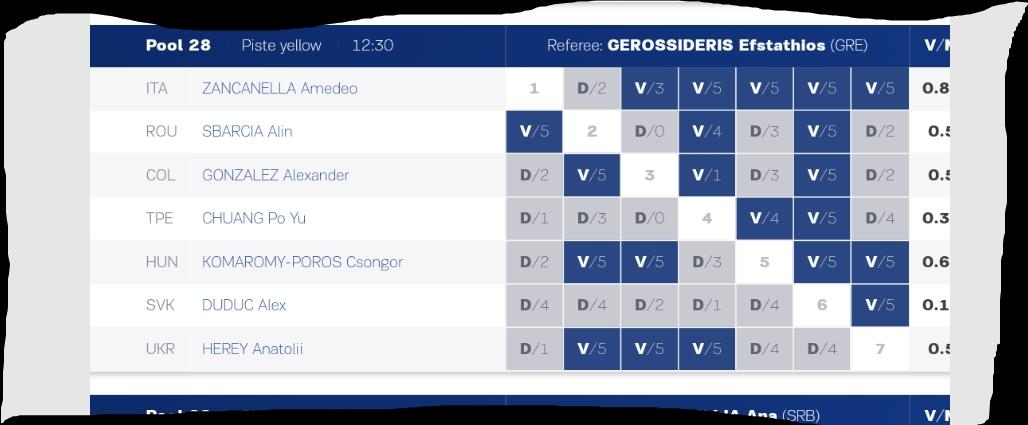 Pool 28 Piste yellow 12:30 Referee: GEROSSIDERIS Efstathios (GRE) V/M
ITA ZANCANELLA Amedeo 1 D/2 V/3 V/5 V/5 V/5 V/5 0.8
ROU SBARCIA Alin V/5 2 D/0 V/4 D/3 V/5 D/2 0.5
COL GONZALEZ Alexander D/2 V/5 3 V/1 D/3 V/5 D/2 0.5
TPE CHUANG Po Yu D/1 D/3 D/0 4 V/4 V/5 D/4 0.3
HUN KOMAROMY-POROS Csongor D/2 V/5 V/5 D/3 5 V/5 V/5 0.6
SVK DUDUC Alex D/4 D/4 D/2 D/1 D/4 6 V/5 0.1
UKR HEREY Anatolii D/1 V/5 V/5 V/5 D/4 D/4 7 0.5
Pool Ana (SRB) V/M